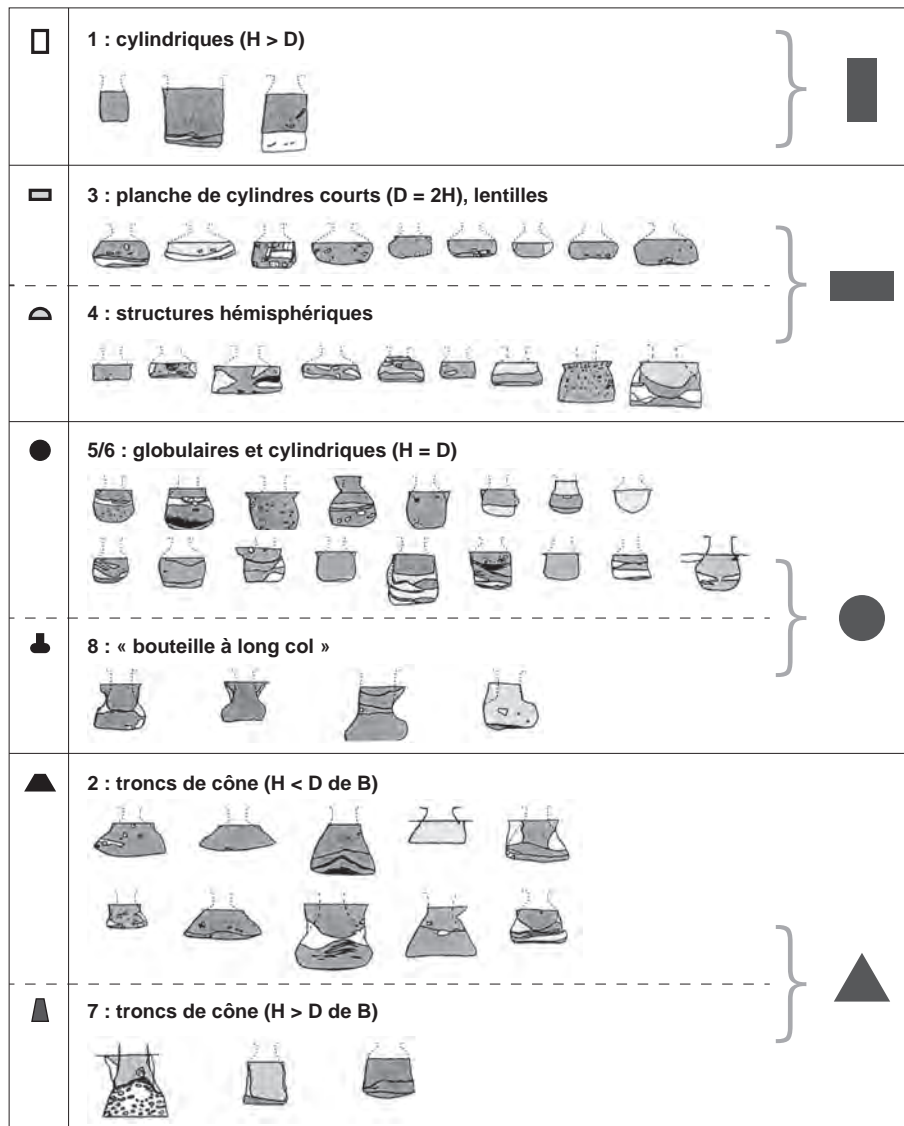 1 : cylindriques (H > D)
3 : planche de cylindres courts (D = 2H), lentilles
4 : structures hémisphériques
5/6 : globulaires et cylindriques (H = D)
8 : « bouteille à long col »
2 : troncs de cône (H < D de B)
7 : troncs de cône (H > D de B)